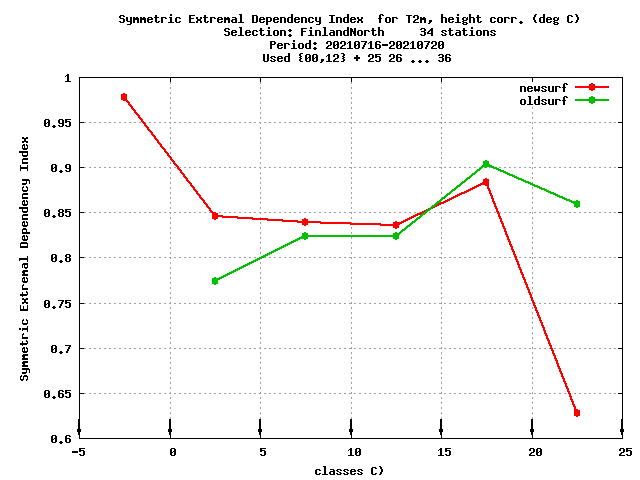 Symmetric Extremal Dependency Index  for T2m, height corr. (deg C)
Selection: FinlandNorth     34 stations
Period: 20210716-20210720
Used {00,12} + 25 26 ... 36
newsurf
oldsurf
1
0.95
0.9
0.85
0.8
0.75
0.7
0.65
0.6
Symmetric Extremal Dependency Index
-5 0 5 10 15 20 25
classes C)